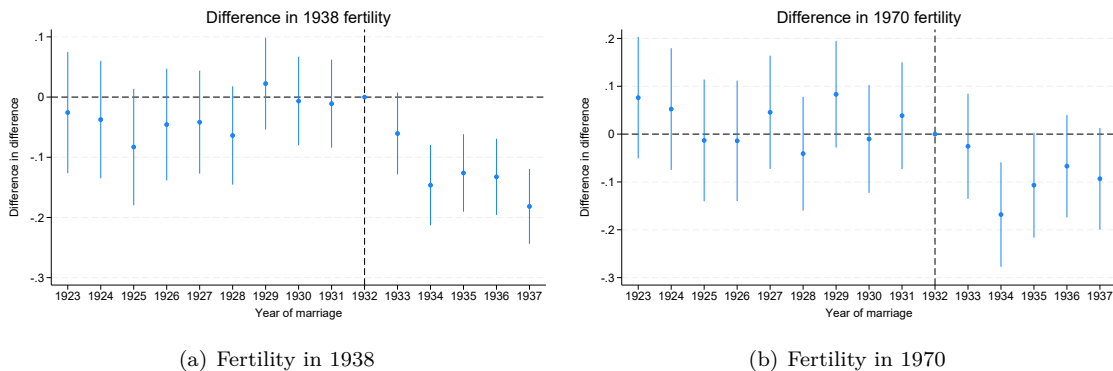 Difference in 1938 fertility
Difference in difference
.1
0
-.1
-.2
-.3
1923 1924 1925 1926 1927 1928 1929 1930 1931 1932 1933 1934 1935 1936 1937
Year of marriage
(a) Fertility in 1938
Difference in 1970 fertility
Difference in difference
.2
.1
0
-.1
-.2
-.3
1923 1924 1925 1926 1927 1928 1929 1930 1931 1932 1933 1934 1935 1936 1937
Year of marriage
(b) Fertility in 1970